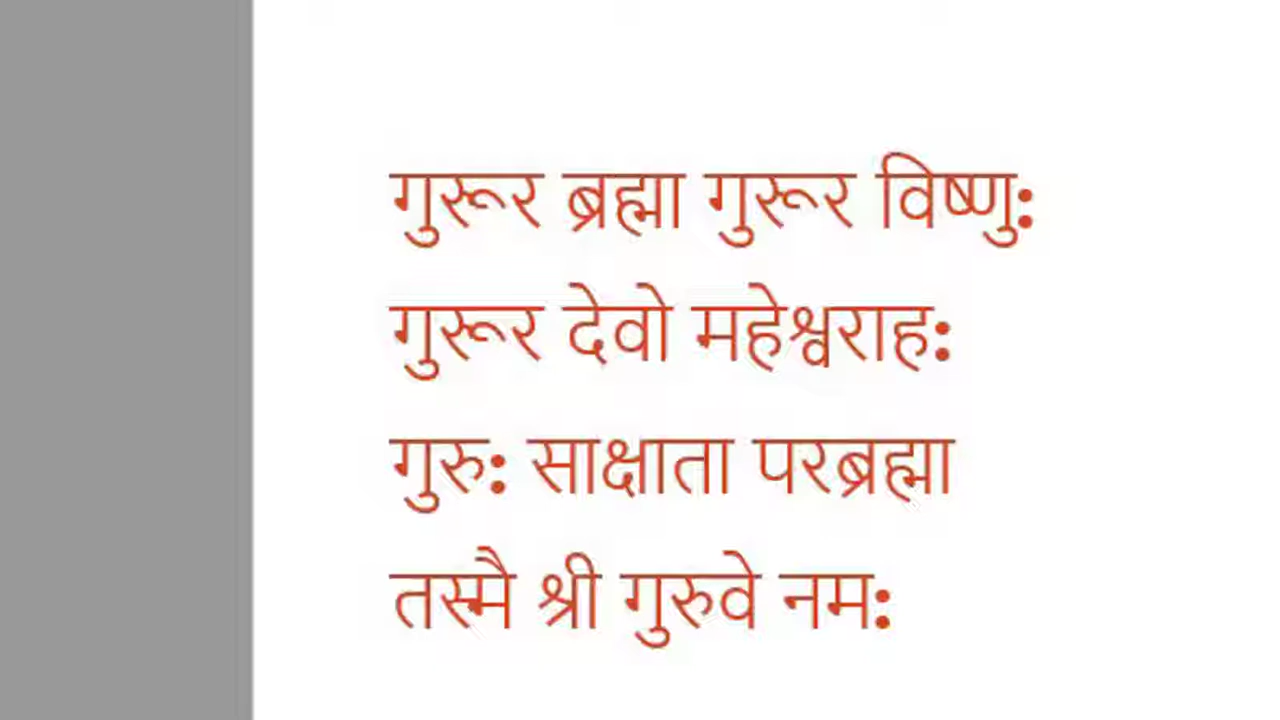 गुरूर ब्रह्मा गुरूर विष्णु:
गुरूर देवो महेश्वराह:
गुरु: साक्षाता परब्रह्मा
तस्मै श्री गुरुवे नम: